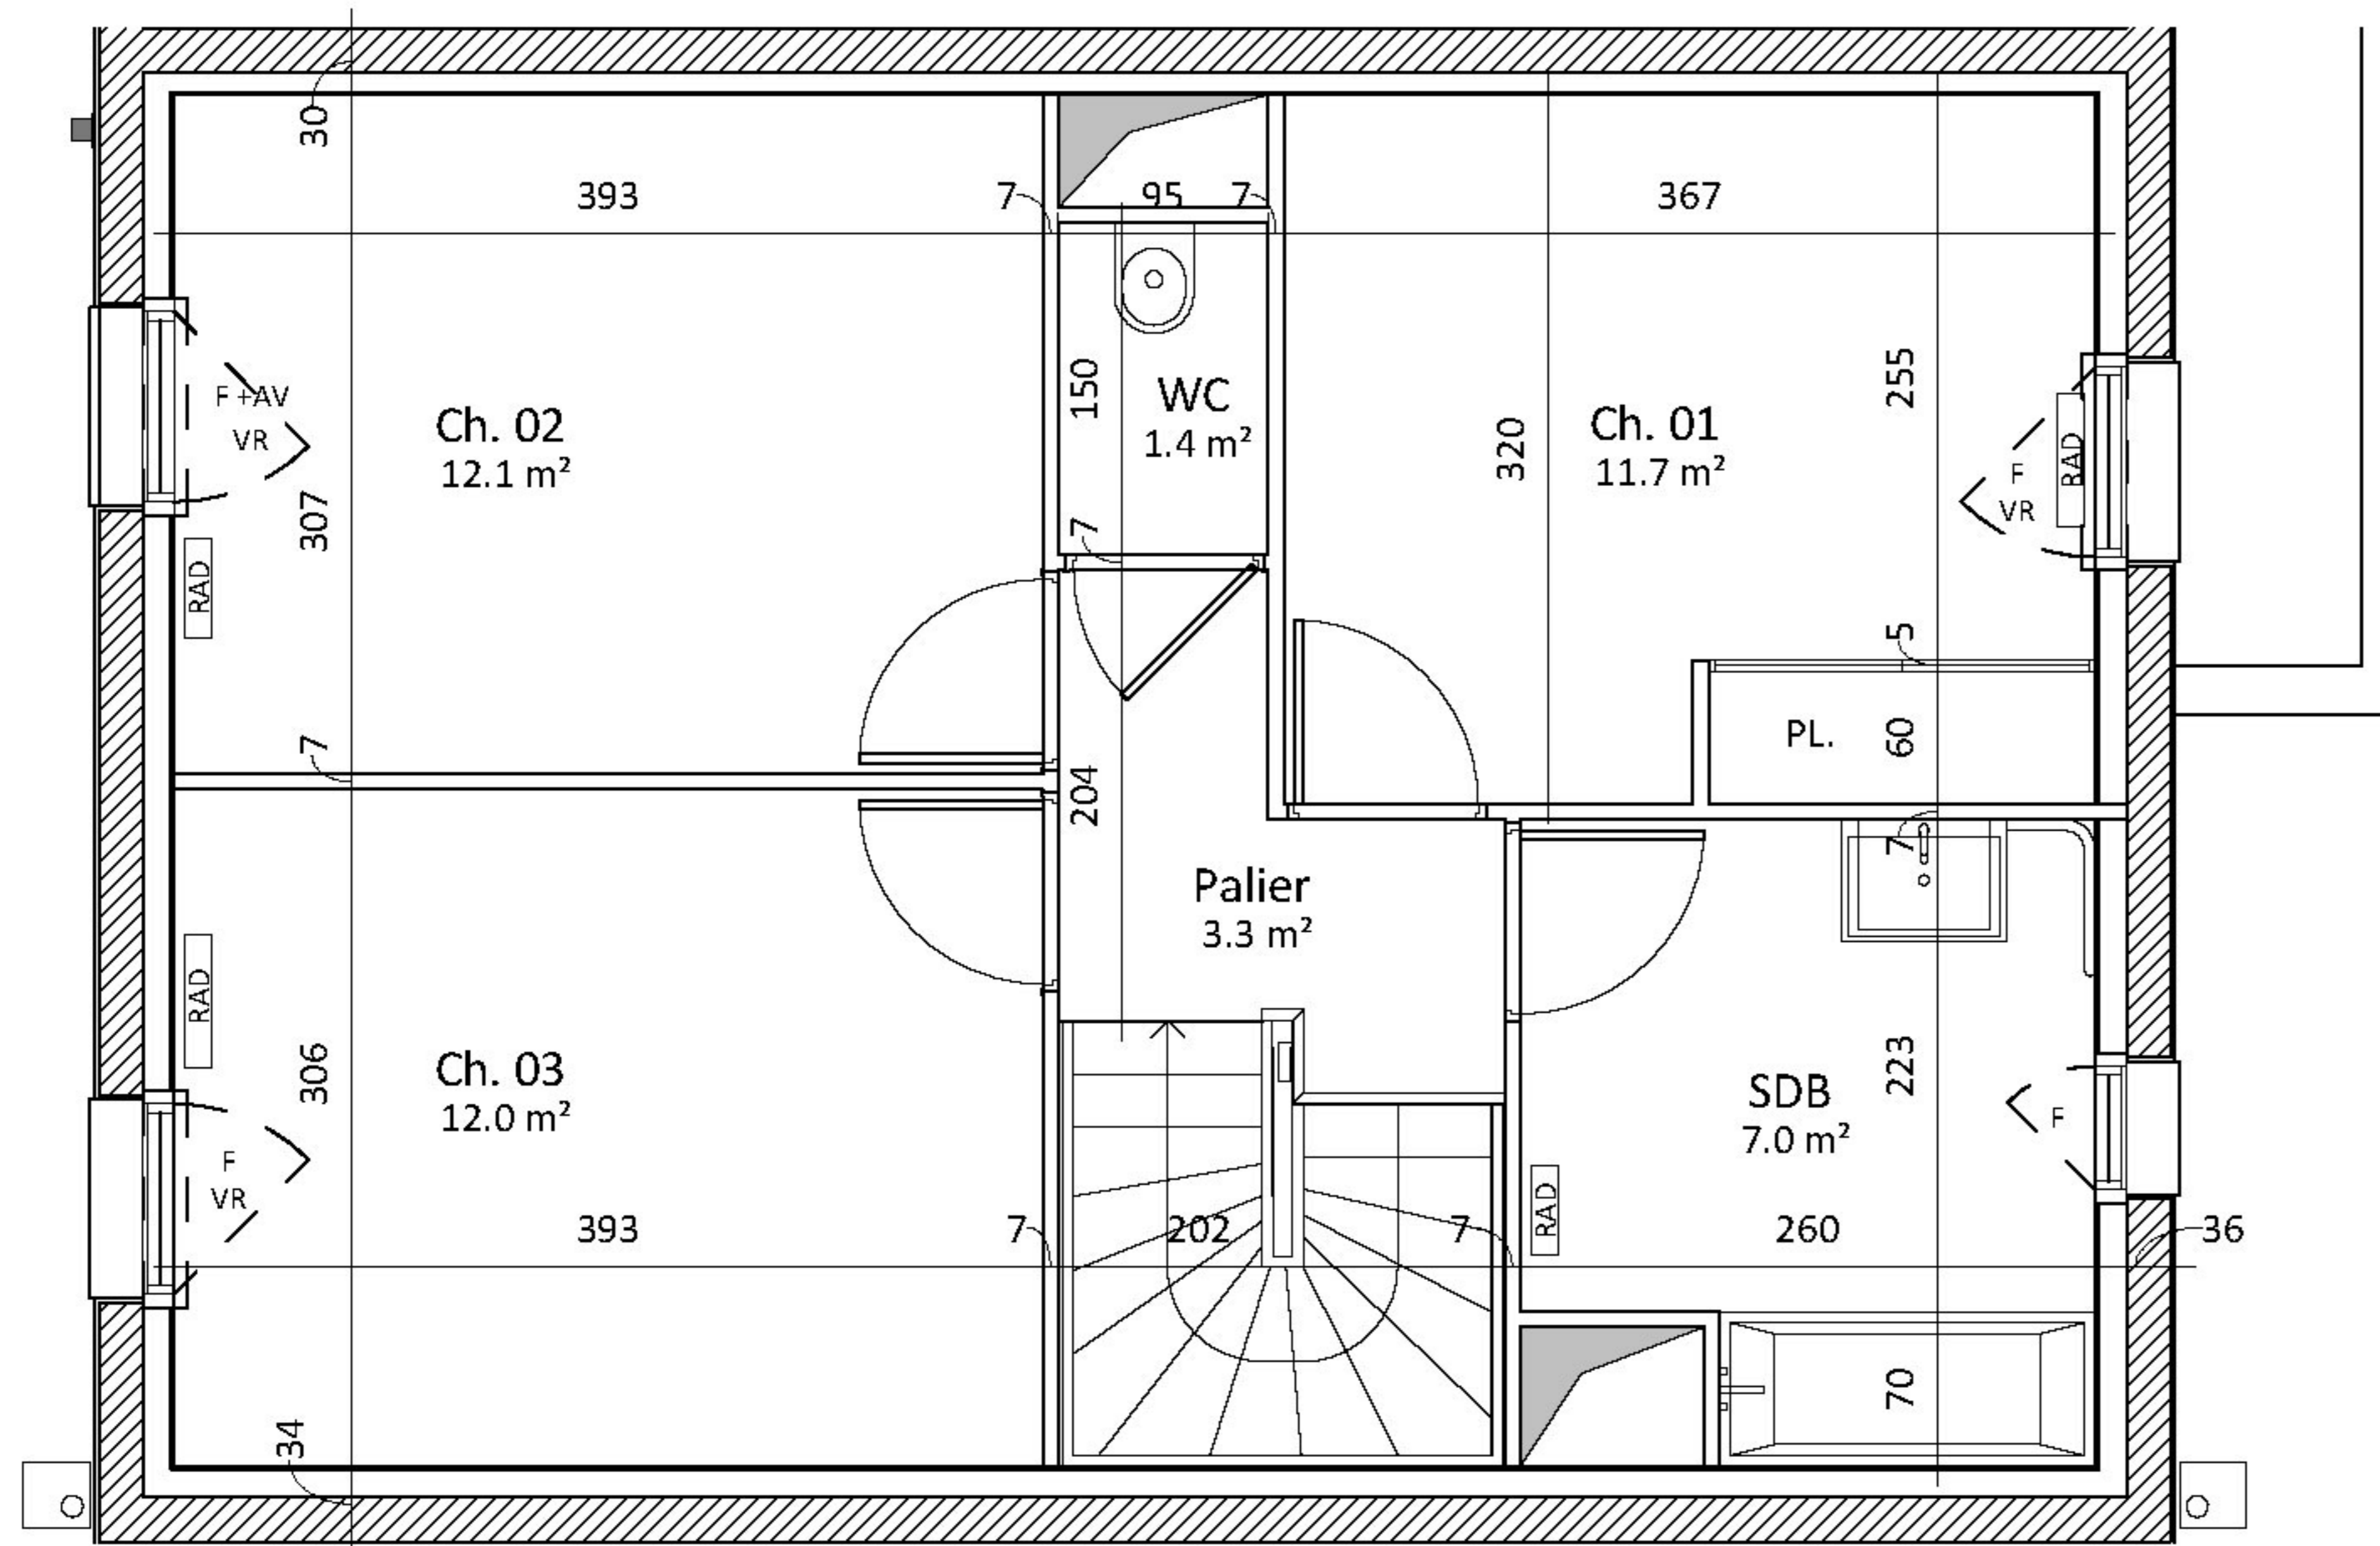 30
393
7
95
7
367
F +AV
VR
Ch. 02
12.1 m²
307
RAD
150
WC
1.4 m²
7
320
Ch. 01
11.7 m²
255
RAD
F
VR
5
PL.
60
7
204
7
Palier
3.3 m²
RAD
306
Ch. 03
12.0 m²
F
VR
393
7
202
7
SDB
7.0 m²
223
F
RAD
260
36
70
34